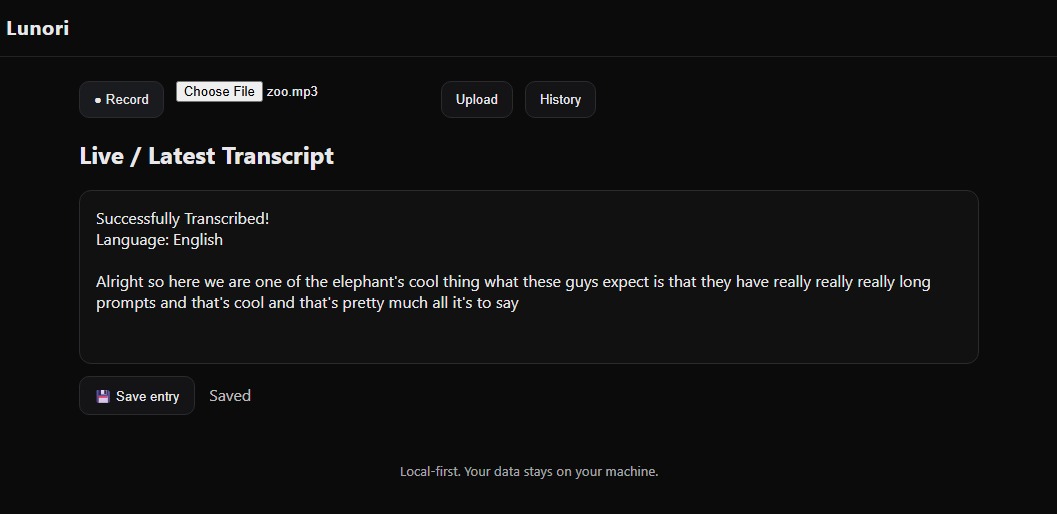 Lunori
● Record
Choose File zoo.mp3
Upload
History
Live / Latest Transcript
Successfully Transcribed!
Language: English
Alright so here we are one of the elephant's cool thing what these guys expect is that they have really really really long
prompts and that's cool and that's pretty much all it's to say
💾 Save entry
Saved
Local-first. Your data stays on your machine.